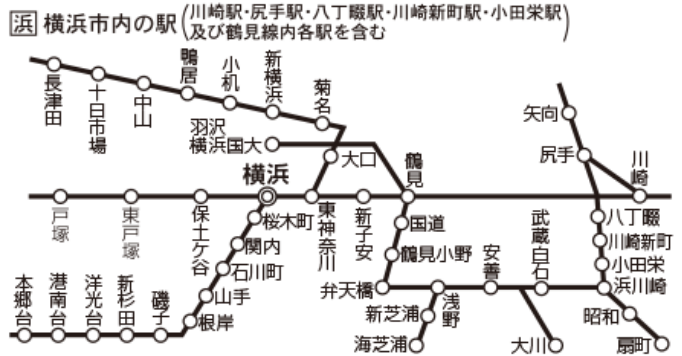 浜 横浜市内の駅(川崎駅・尻手駅・八丁畷駅・川崎新町駅・小田栄駅
及び鶴見線内各駅を含む)
長津田
十日市場
中山
鴨居
小机
新横浜
菊名
羽沢
横浜国大
大口
鶴見
矢向
尻手
川崎
横浜
戸塚
東戸塚
保土ケ谷
桜木町
東神奈川
新子安
国道
八丁畷
関内
鶴見小野
川崎新町
石川町
小田栄
弁天橋
安善
武蔵白石
浜川崎
本郷台
港南台
洋光台
新杉田
磯子
山手
根岸
新芝浦
浅野
昭和
海芝浦
大川
扇町